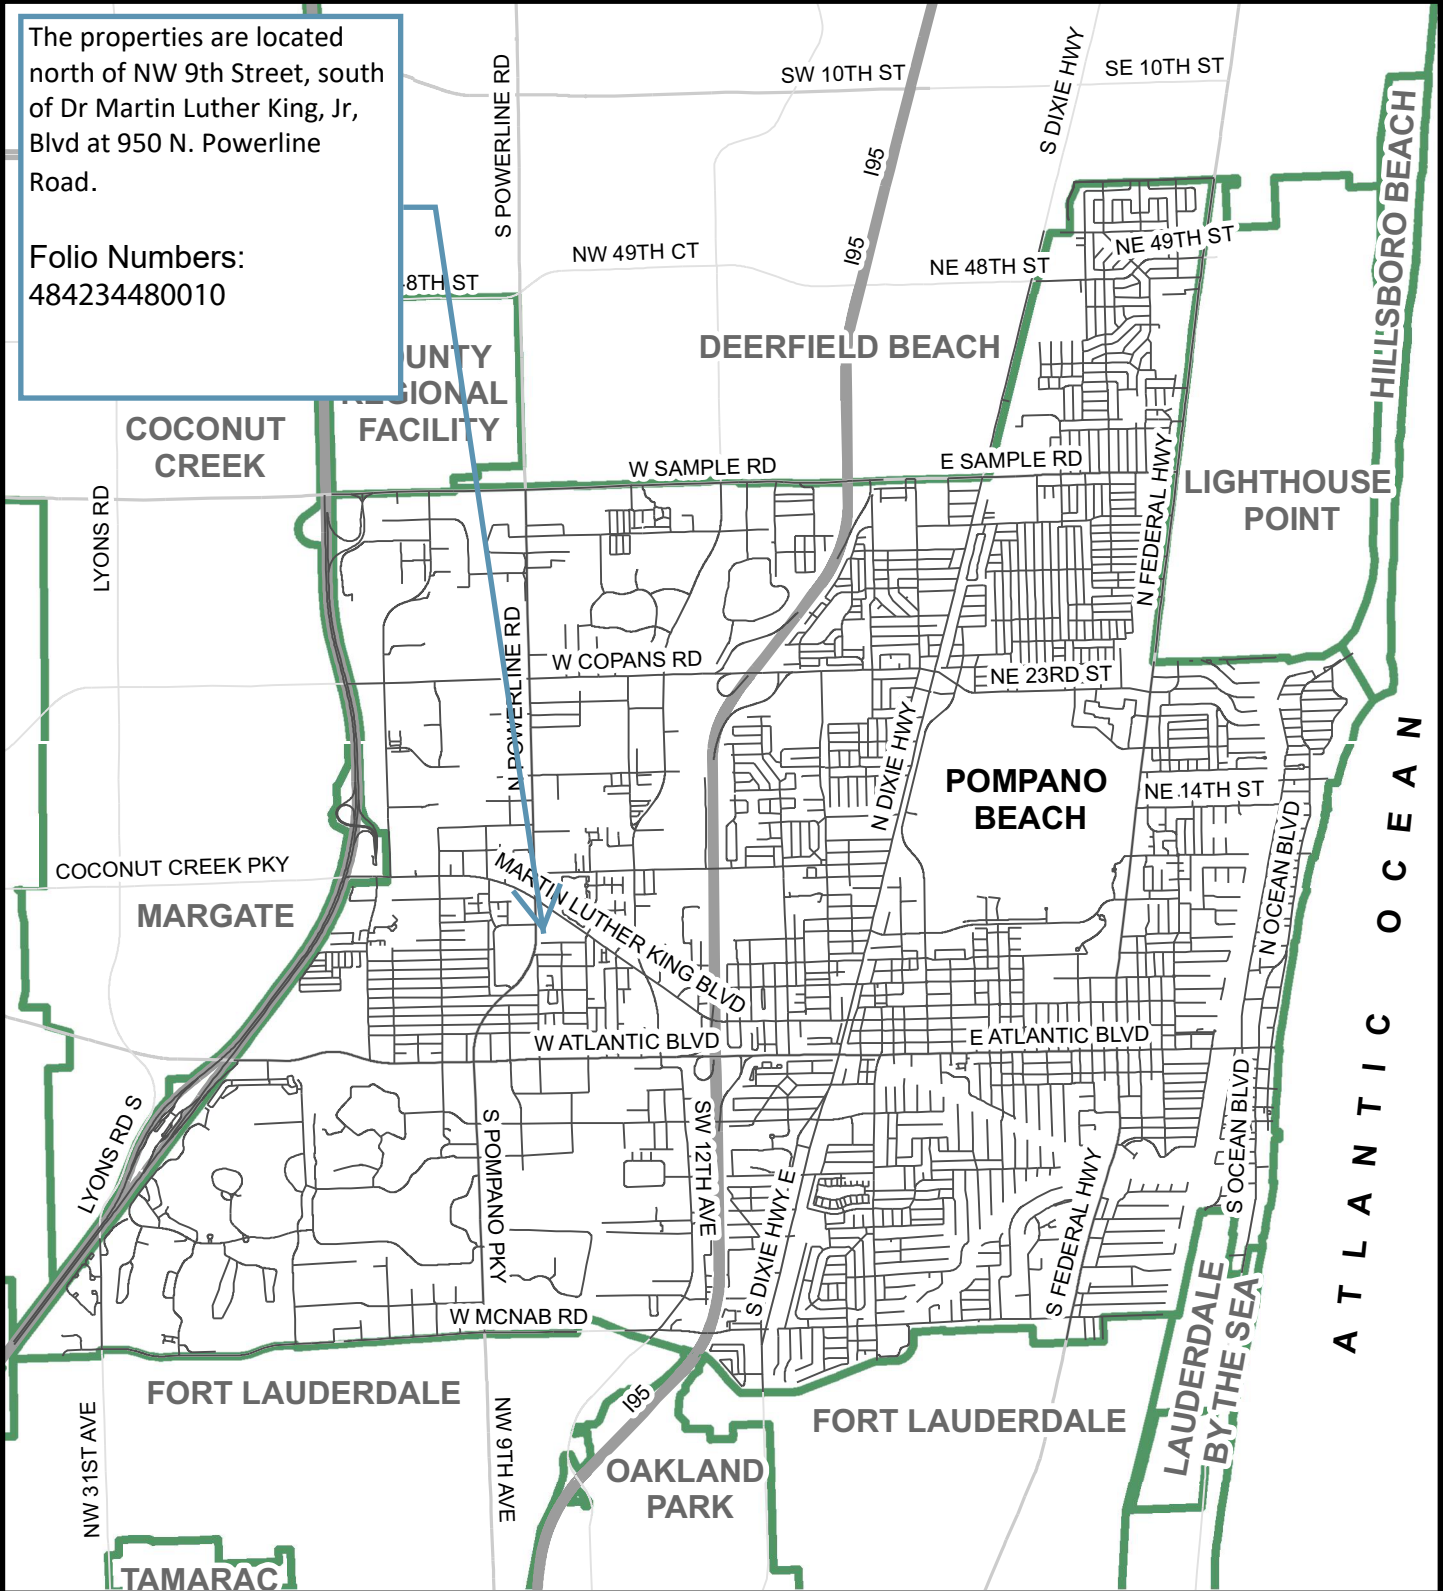 The properties are located
north of NW 9th Street, south
of Dr Martin Luther King, Jr,
Blvd at 950 N. Powerline
Road.
Folio Numbers:
484234480010
SW 10TH ST
SE 10TH ST
S DIXIE HWY
S POWERLINE RD
I95
HILLSBORO BEACH
NW 49TH CT
I95
NE 48TH ST
NE 49TH ST
8TH ST
DEERFIELD BEACH
UNTY
REGIONAL
FACILITY
COCONUT
CREEK
W SAMPLE RD
E SAMPLE RD
LIGHTHOUSE
POINT
LYONS RD
N FEDERAL HWY
N POWERLINE RD
W COPANS RD
NE 23RD ST
N DIXIE HWY
POMPANO
BEACH
NE 14TH ST
ATLANTIC OCEAN
N OCEAN BLVD
COCONUT CREEK PKY
MARTIN LUTHER KING BLVD
MARGATE
W ATLANTIC BLVD
E ATLANTIC BLVD
S OCEAN BLVD
LYONS RD S
S POMPANO PKY
SW 12TH AVE
S DIXIE HWY E
S FEDERAL HWY
W MCNAB RD
LAUDERDALE
BY THE SEA
FORT LAUDERDALE
I95
FORT LAUDERDALE
NW 31ST AVE
NW 9TH AVE
OAKLAND
PARK
TAMARAC